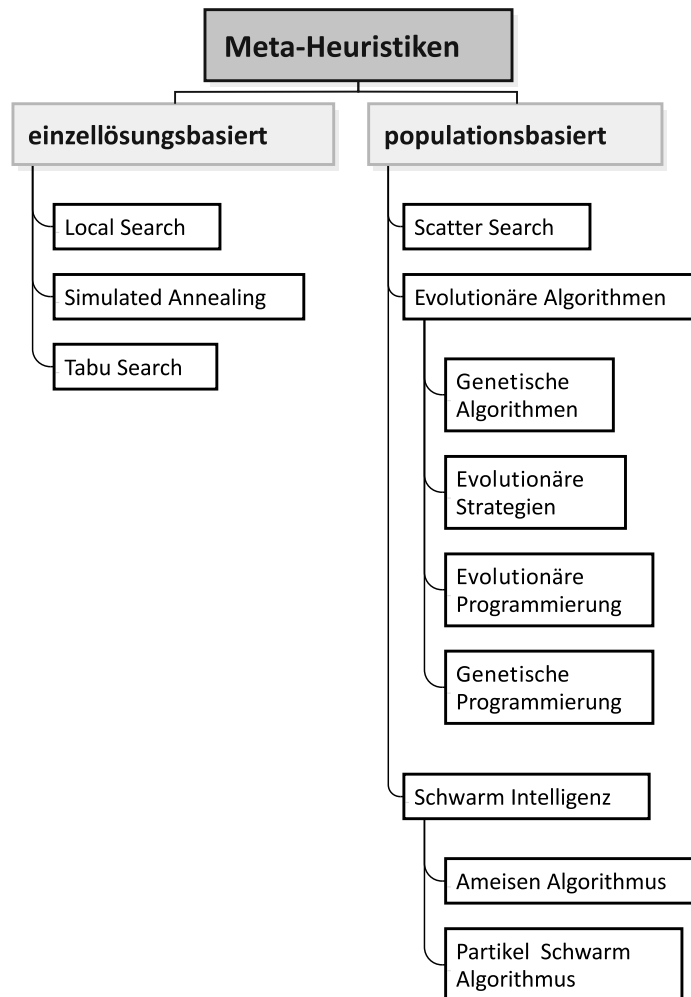 Meta-Heuristiken
einzellösungsbasiert
Local Search
Simulated Annealing
Tabu Search
populationsbasiert
Scatter Search
Evolutionäre Algorithmen
Genetische
Algorithmen
Evolutionäre
Strategien
Evolutionäre
Programmierung
Genetische
Programmierung
Schwarm Intelligenz
Ameisen Algorithmus
Partikel Schwarm
Algorithmus